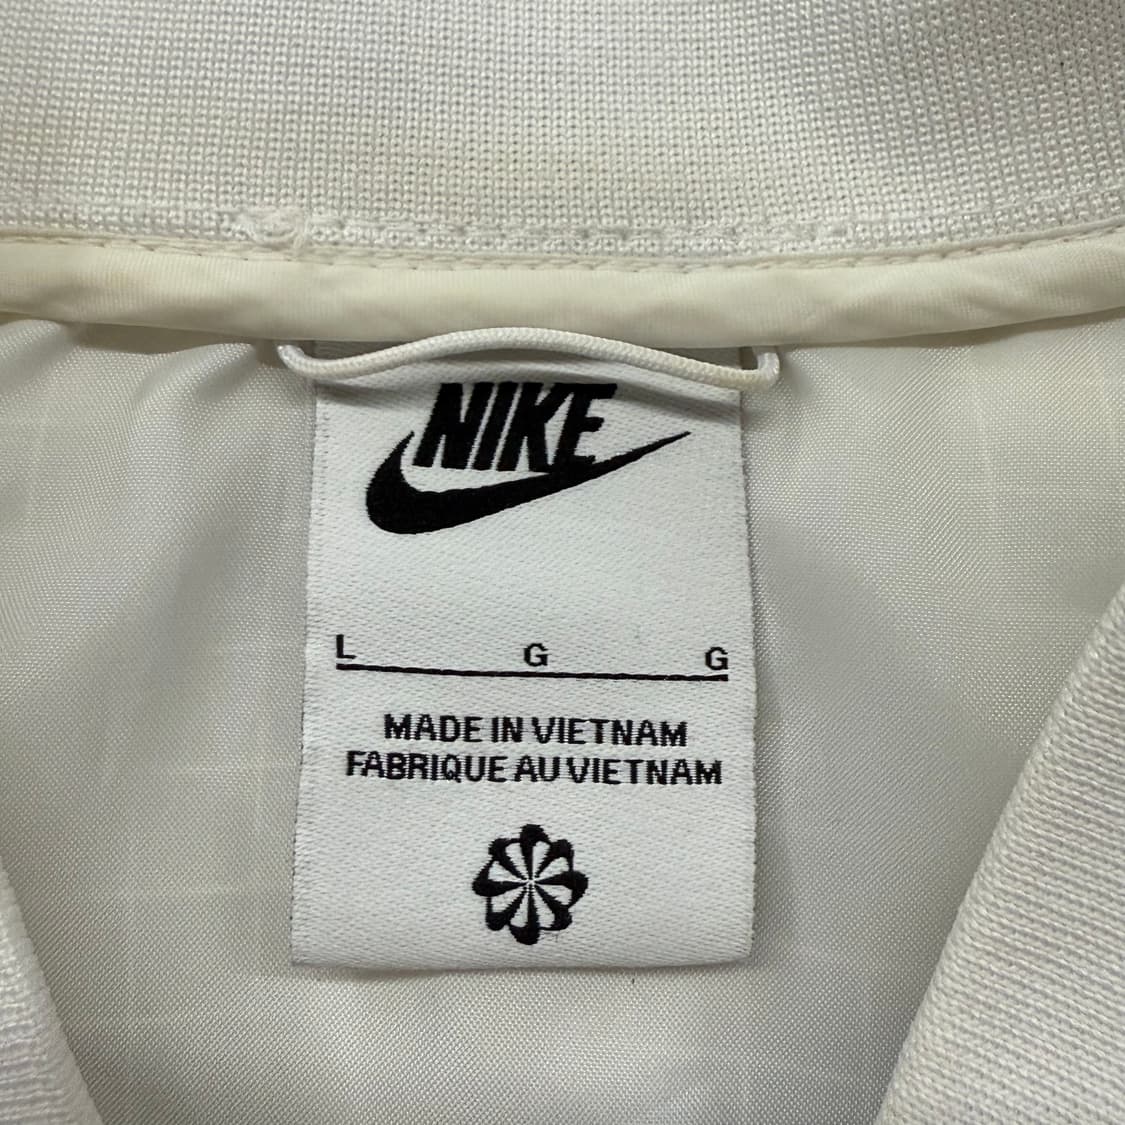 NIKE
L G G
MADE IN VIETNAM
FABRIQUE AU VIETNAM